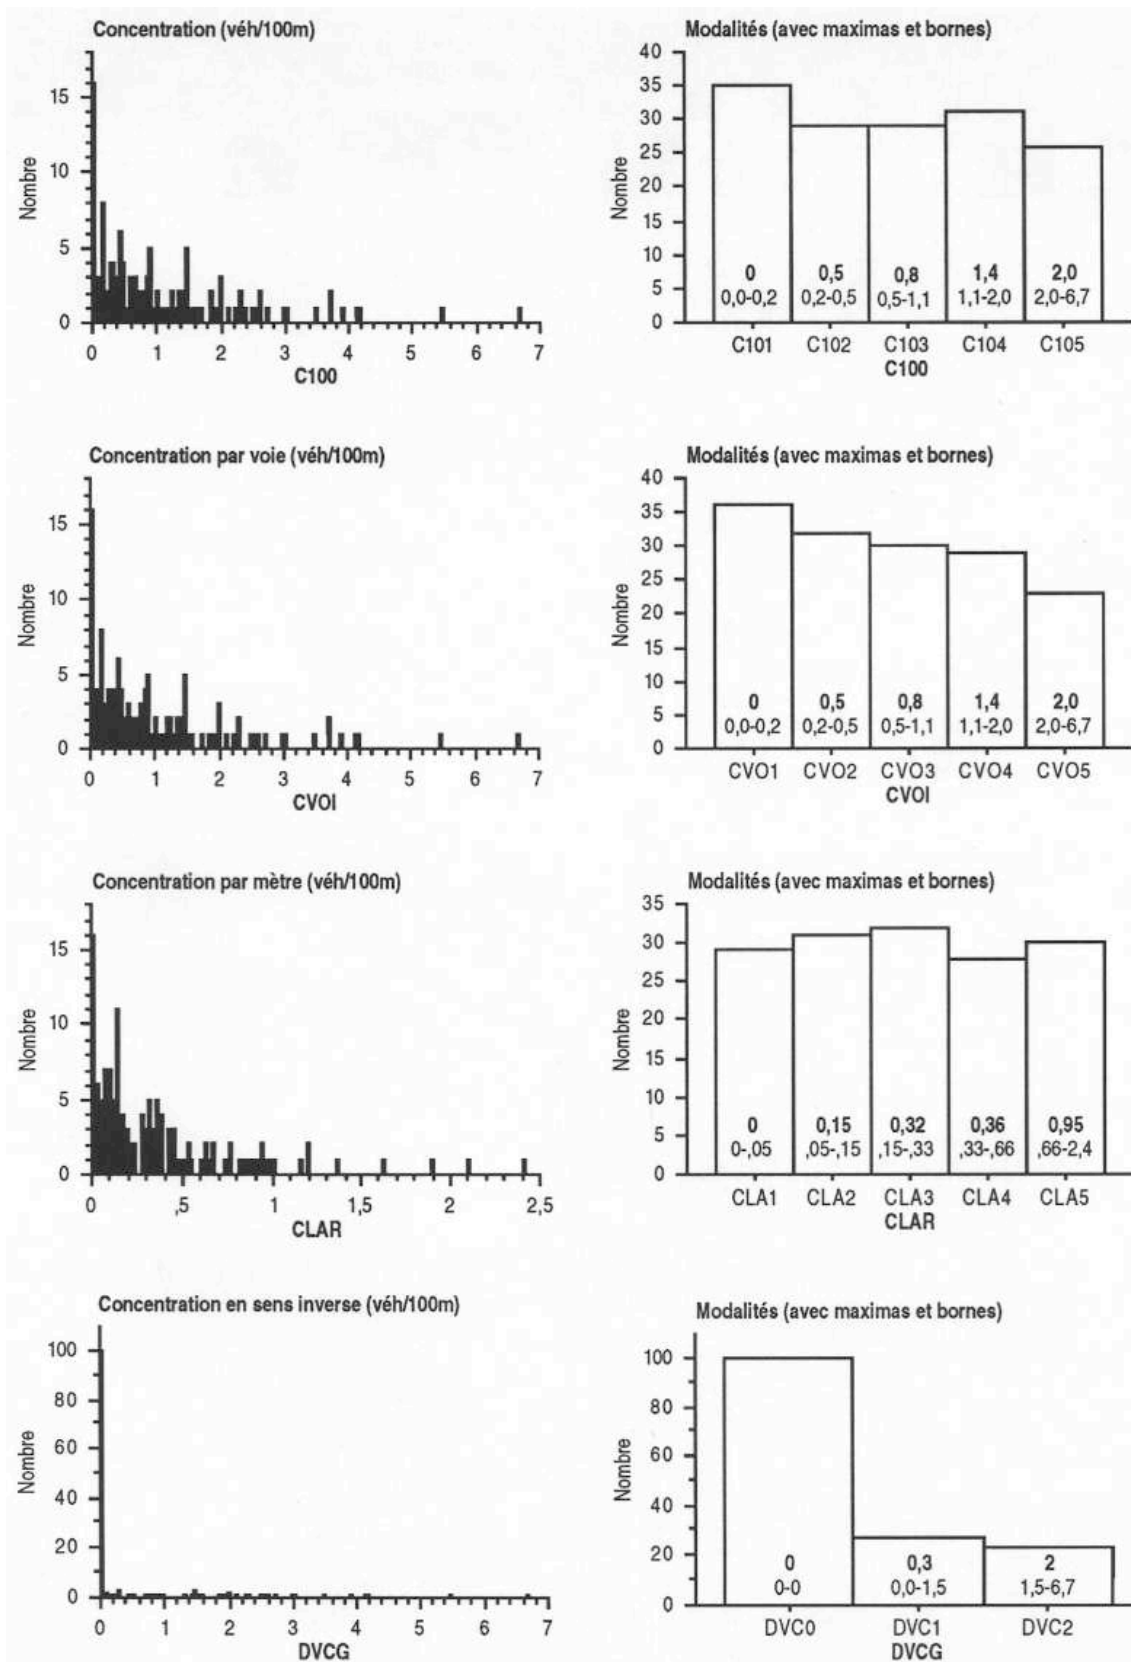 Concentration (véh/100m)
Nombre
15
10
5
0
0 1 2 3 4 5 6 7
C100
Modalités (avec maximas et bornes)
Nombre
40
35
30
25
20
15
10
5
0
0 0,5 0,8 1,4 2,0
0,0-0,2 0,2-0,5 0,5-1,1 1,1-2,0 2,0-6,7
C101 C102 C103 C104 C105
C100
Concentration par voie (véh/100m)
Nombre
15
10
5
0
0 1 2 3 4 5 6 7
CVOI
Modalités (avec maximas et bornes)
Nombre
40
35
30
25
20
15
10
5
0
0 0,5 0,8 1,4 2,0
0,0-0,2 0,2-0,5 0,5-1,1 1,1-2,0 2,0-6,7
CVO1 CVO2 CVO3 CVO4 CVO5
CVOI
Concentration par mètre (véh/100m)
Nombre
15
10
5
0
0 ,5 1 1,5 2 2,5
CLAR
Modalités (avec maximas et bornes)
Nombre
35
30
25
20
15
10
5
0
0 0,15 0,32 0,36 0,95
0-,05 ,05-,15 ,15-,33 ,33-,66 ,66-2,4
CLA1 CLA2 CLA3 CLA4 CLA5
CLAR
Concentration en sens inverse (véh/100m)
Nombre
100
80
60
40
20
0
0 1 2 3 4 5 6 7
DVCG
Modalités (avec maximas et bornes)
Nombre
100
80
60
40
20
0
0 0,3 2
0-0 0,0-1,5 1,5-6,7
DVC0 DVC1 DVC2
DVCG